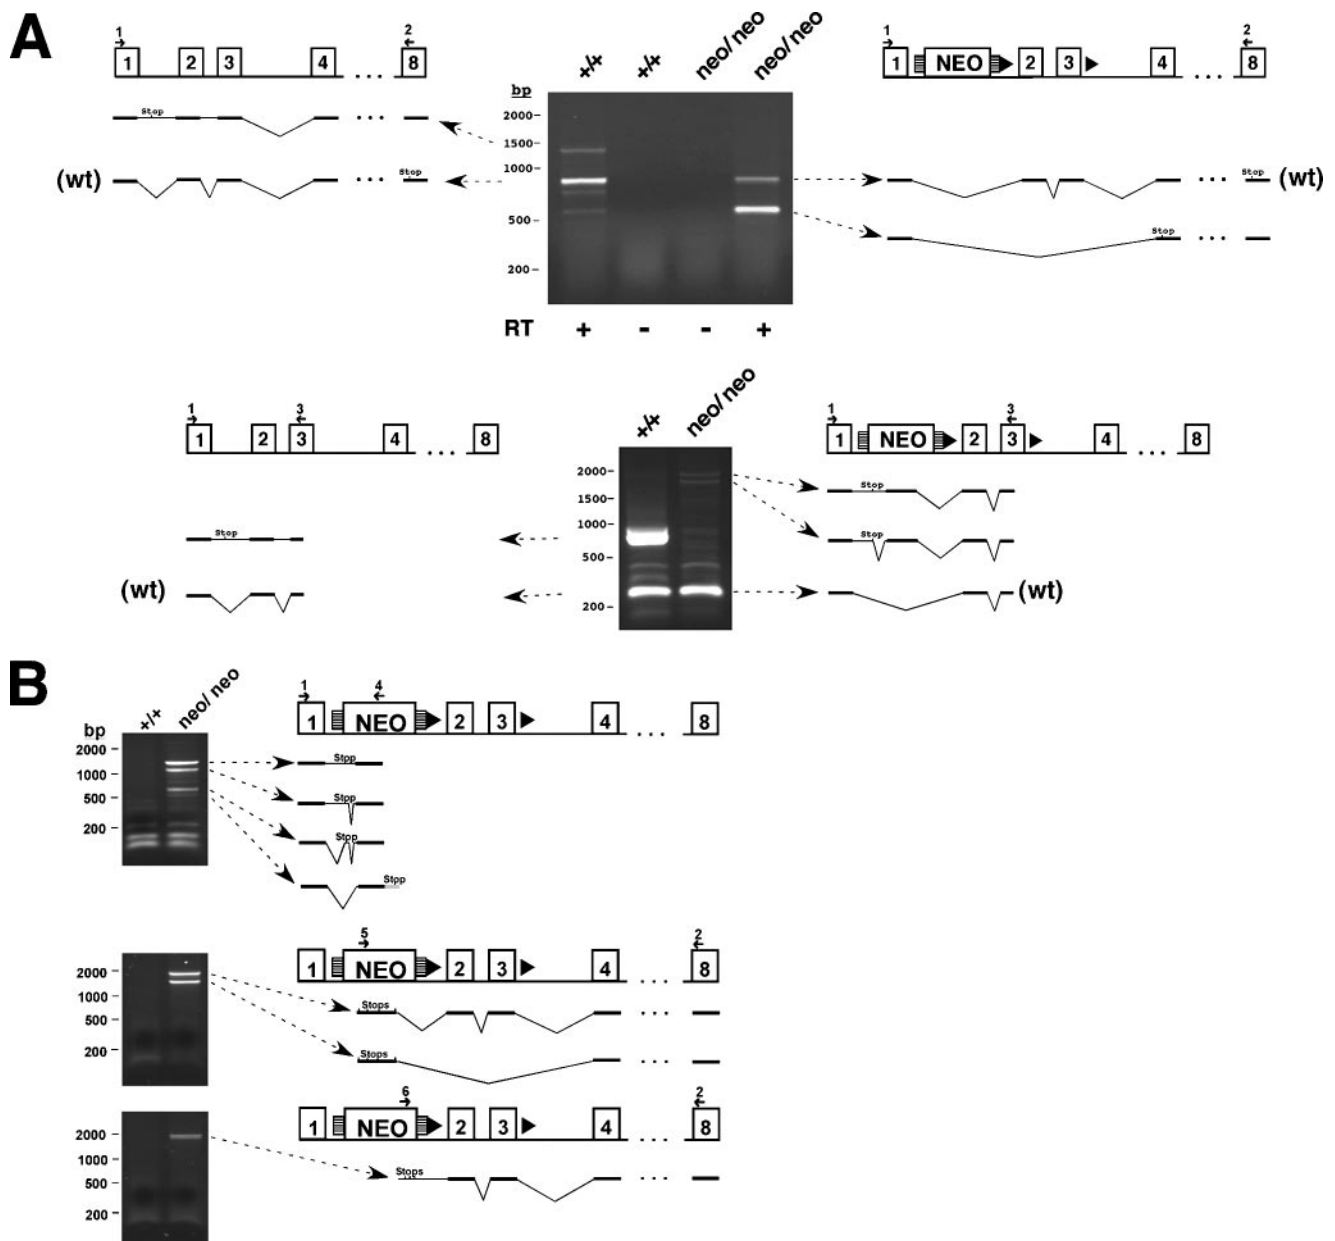 A
+/+ +/+ neo/neo neo/neo
1 2
1 2 3 4 ... 8
bp
2000
1500
1000
500
200
1 2
1 NEO 2 3 4 ... 8
Stop
...
(wt) ... Stop
... Stop (wt)
Stop ...
RT + - - +
+/+ neo/neo
1 3
1 2 3 4 ... 8
2000
1500
1000
500
200
1 3
1 NEO 2 3 4 ... 8
Stop
(wt)
Stop
Stop
(wt)
B
+/+ neo/neo
bp
2000
1000
500
200
1 4
1 NEO 2 3 4 ... 8
Stop
Stop
Stop
Stop
2000
1000
500
200
5 2
1 NEO 2 3 4 ... 8
Stops ...
Stops ...
2000
1000
500
200
6 2
1 NEO 2 3 4 ... 8
Stops ...